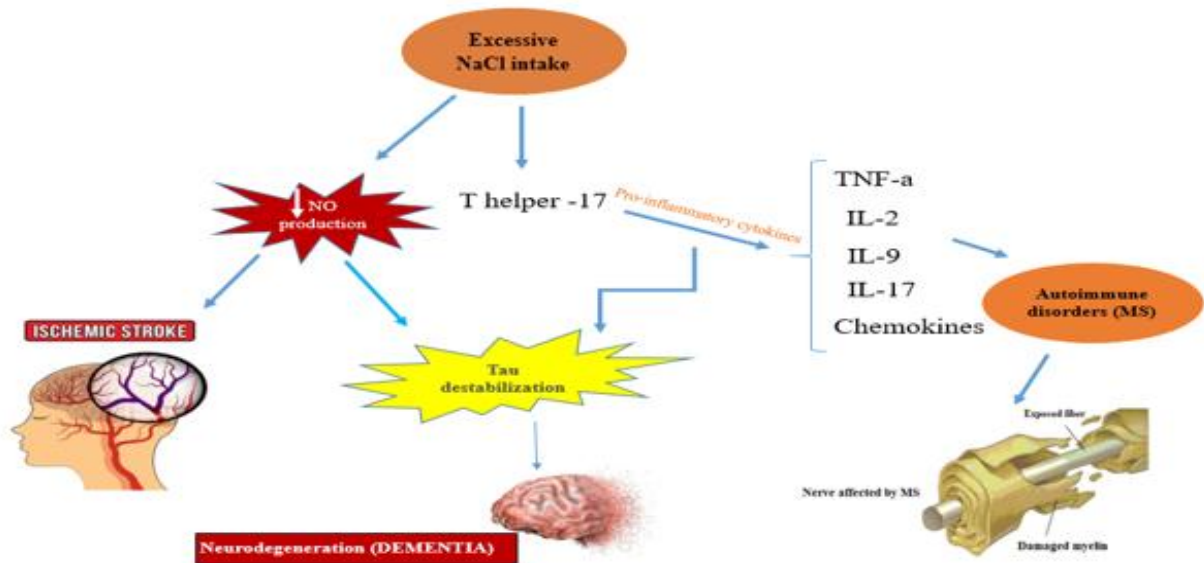 Excessive
NaCl intake
↓NO
production
T helper -17
Pro-inflammatory cytokines
TNF-a
IL-2
IL-9
IL-17
Chemokines
Autoimmune
disorders (MS)
ISCHEMIC STROKE
Tau
destabilization
Exposed fiber
Nerve affected by MS
Damaged myelin
Neurodegeneration (DEMENTIA)